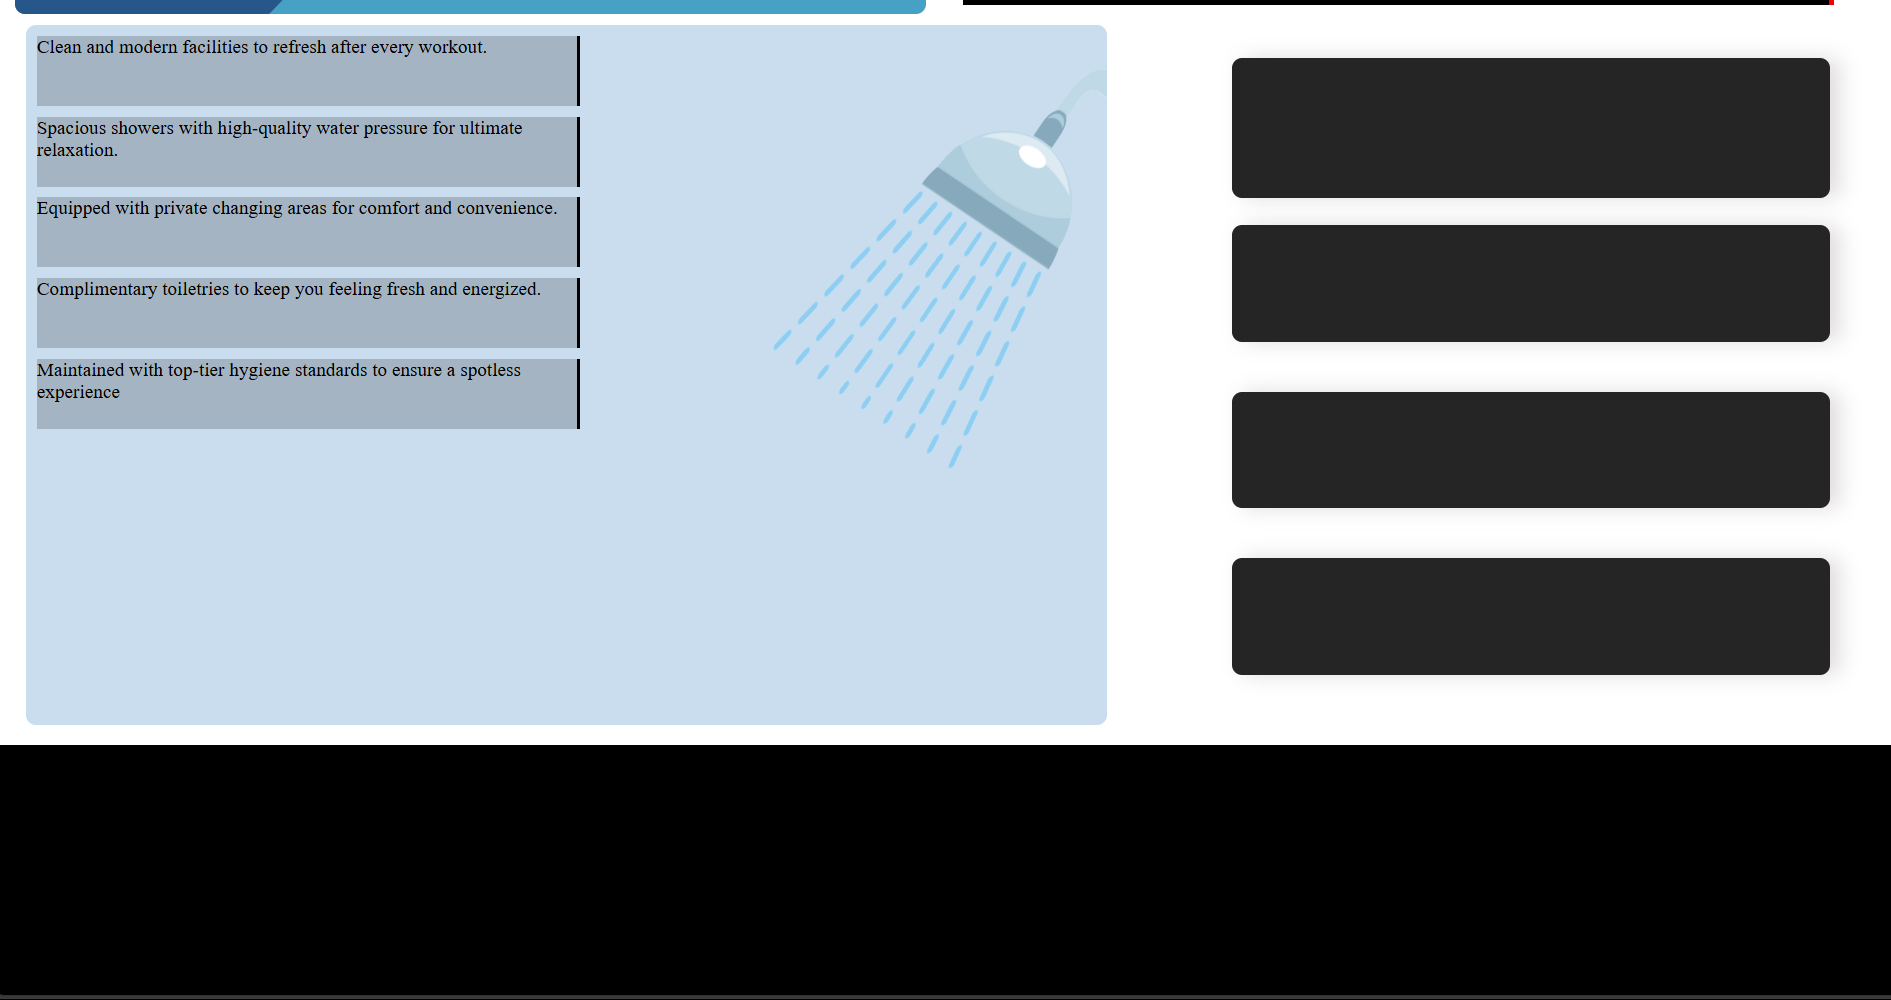 Clean and modern facilities to refresh after every workout.
Spacious showers with high-quality water pressure for ultimate
relaxation.
Equipped with private changing areas for comfort and convenience.
Complimentary toiletries to keep you feeling fresh and energized.
Maintained with top-tier hygiene standards to ensure a spotless
experience